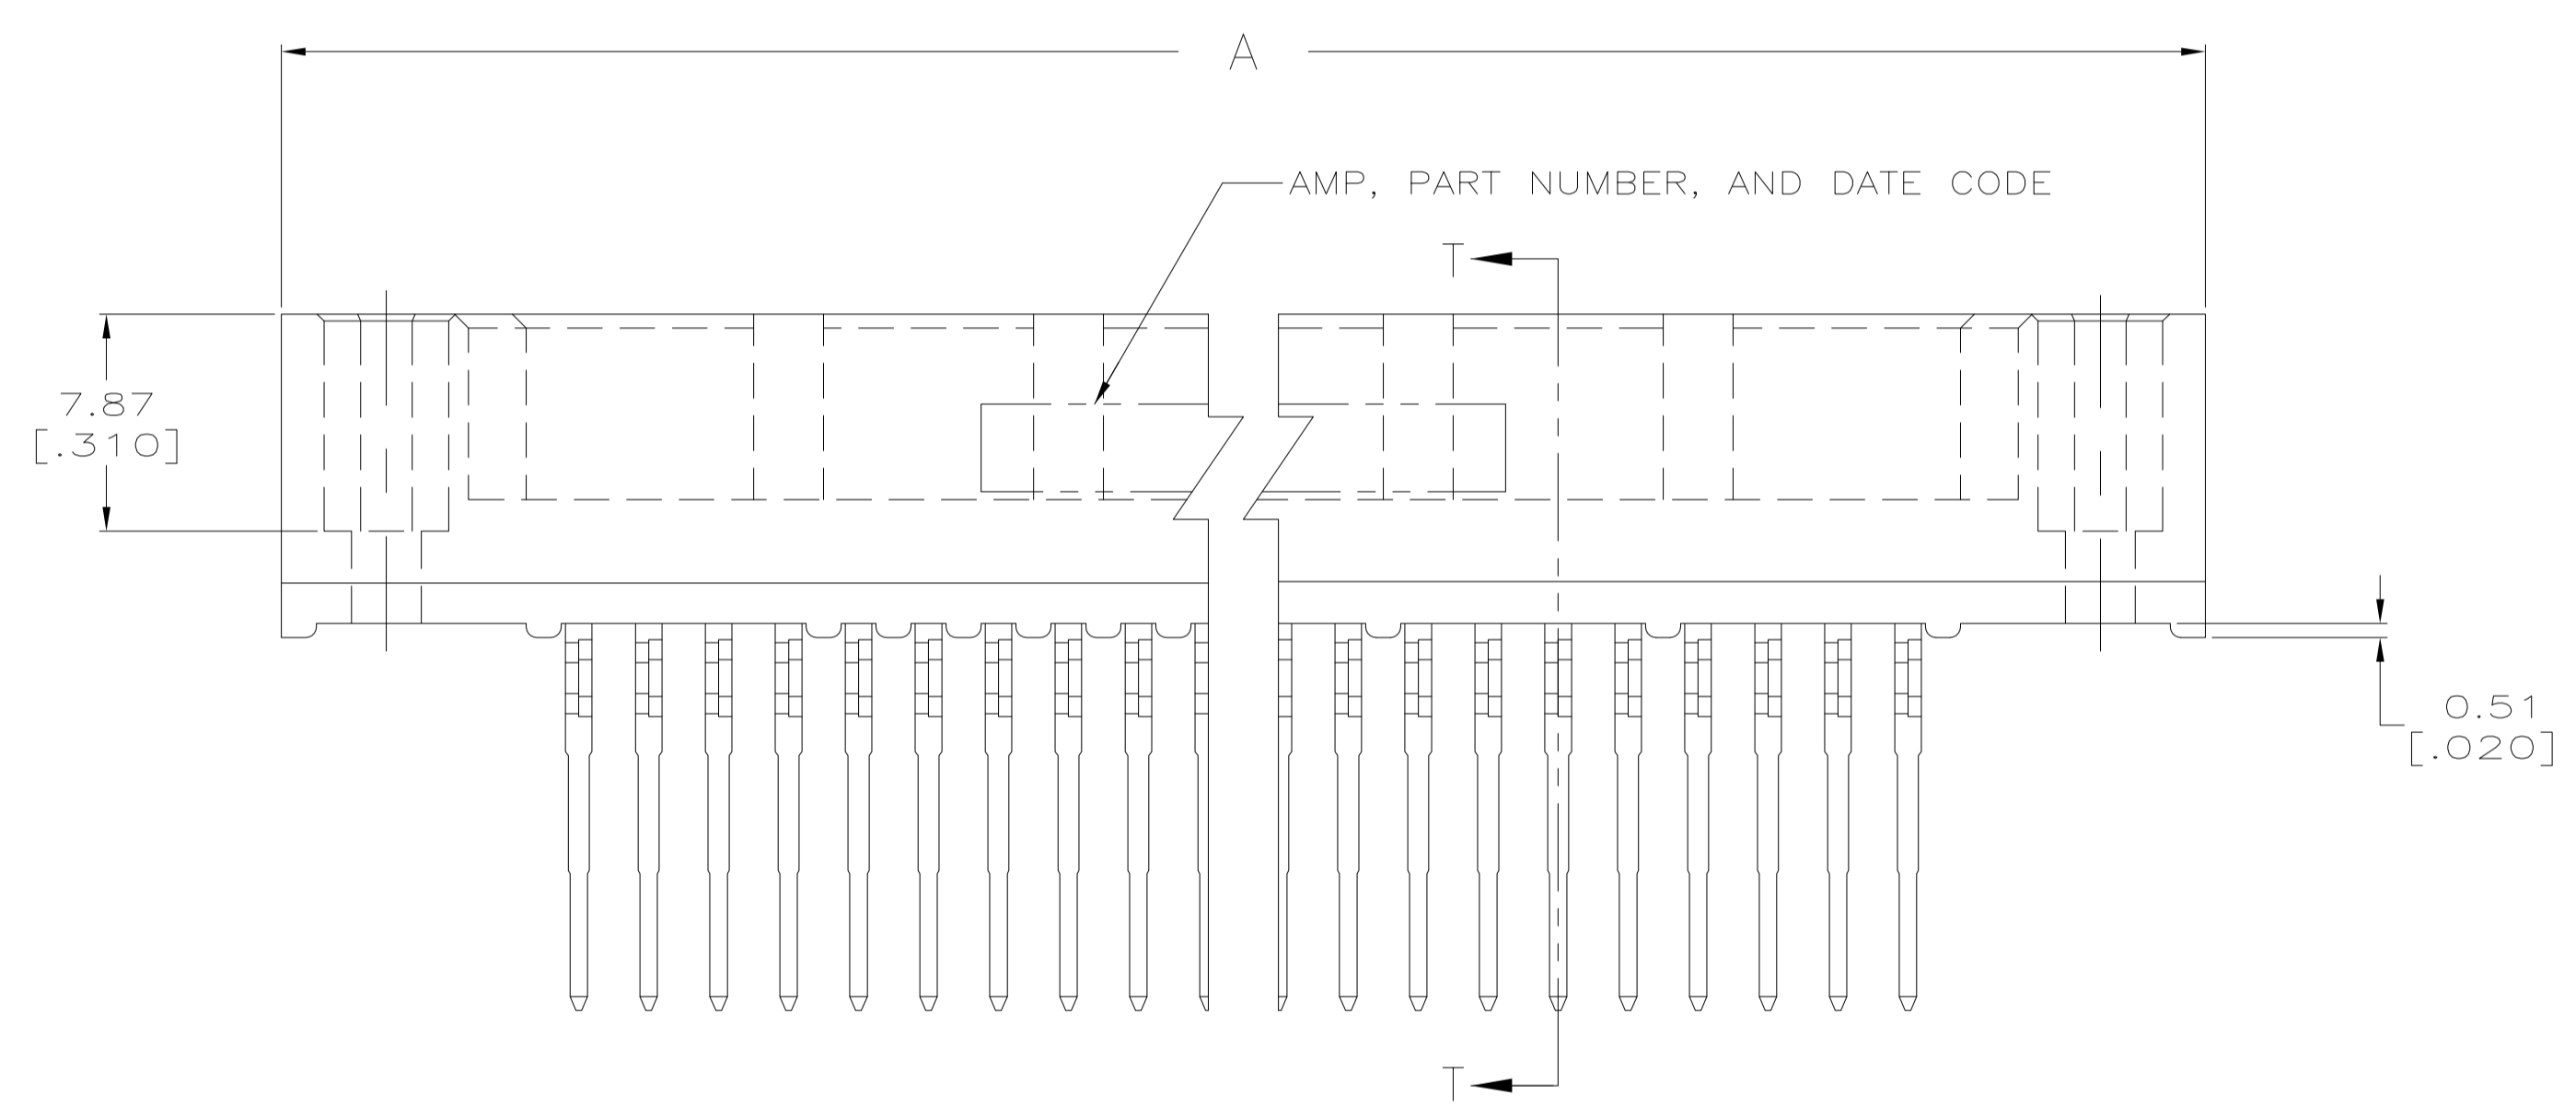 A
AMP, PART NUMBER, AND DATE CODE
T
7.87
[.310]
0.51
[.020]
T